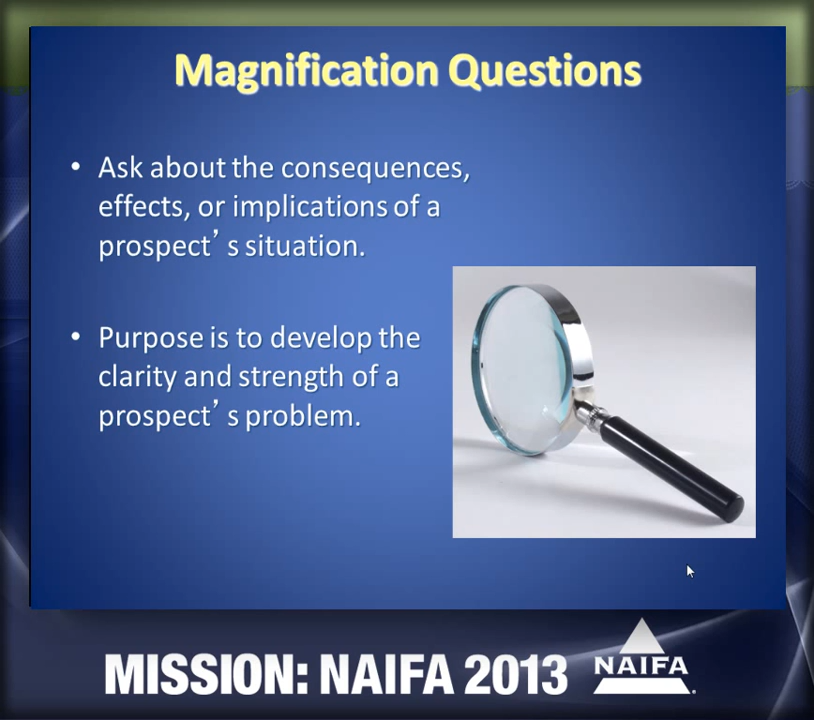 Magnification Questions
• Ask about the consequences,
effects, or implications of a
prospect’s situation.
• Purpose is to develop the
clarity and strength of a
prospect’s problem.
MISSION: NAIFA 2013
NAIFA®